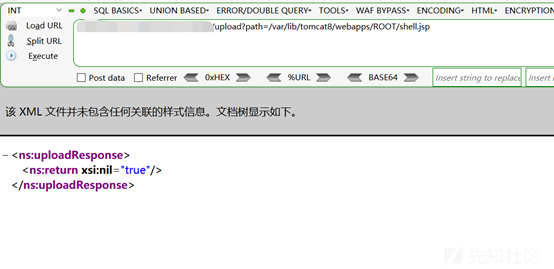 INT SQL BASICS UNION BASED ERROR/DOUBLE QUERY TOOLS WAF BYPASS ENCODING HTML ENCRYPTION
Load URL /upload?path=/var/lib/tomcat8/webapps/ROOT/shell.jsp
Split URL
Execute
Post data Referrer 0xHEX %URL BASE64 Insert string to replace Insert
该 XML 文件并未包含任何关联的样式信息。文档树显示如下。
−<ns:uploadResponse>
<ns:return xsi:nil="true"/>
</ns:uploadResponse>
先知社区